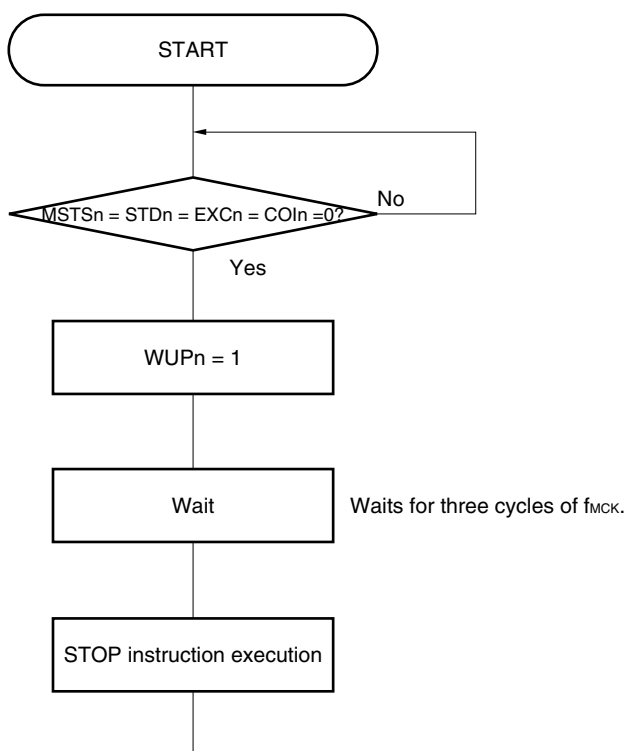 START
MSTSn = STDn = EXCn = COIn =0?
No
Yes
WUPn = 1
Wait
Waits for three cycles of fMCK.
STOP instruction execution